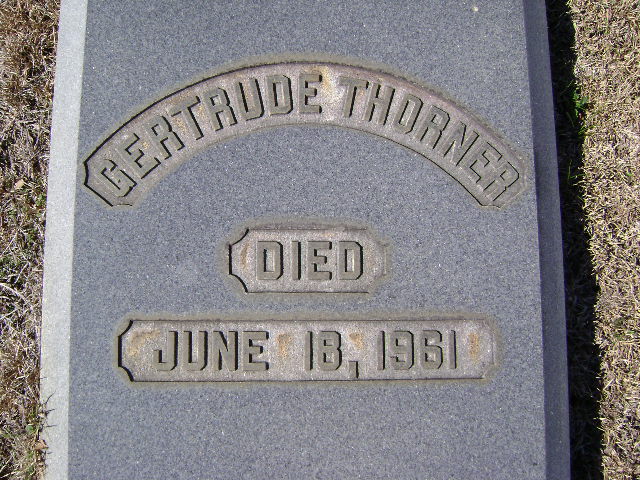 GERTRUDE THORNER
DIED
JUNE 18, 1961